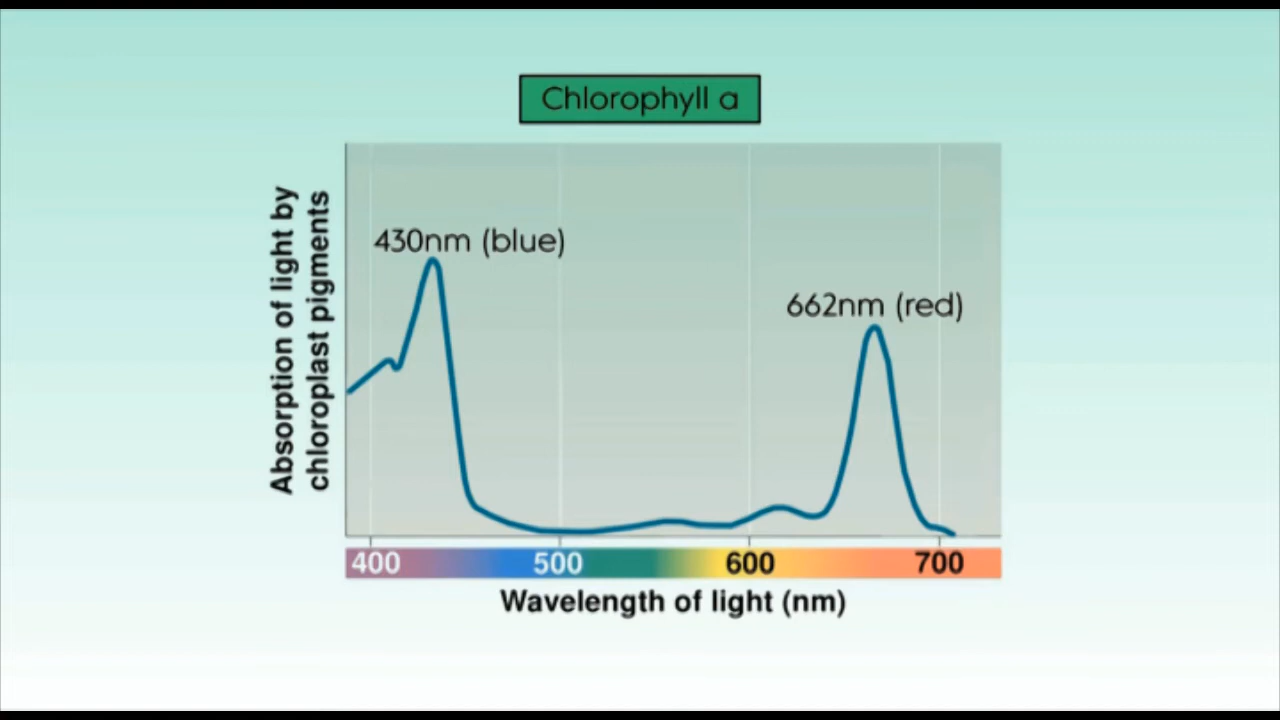 Chlorophyll a
Absorption of light by
chloroplast pigments
430nm (blue)
662nm (red)
400 500 600 700
Wavelength of light (nm)